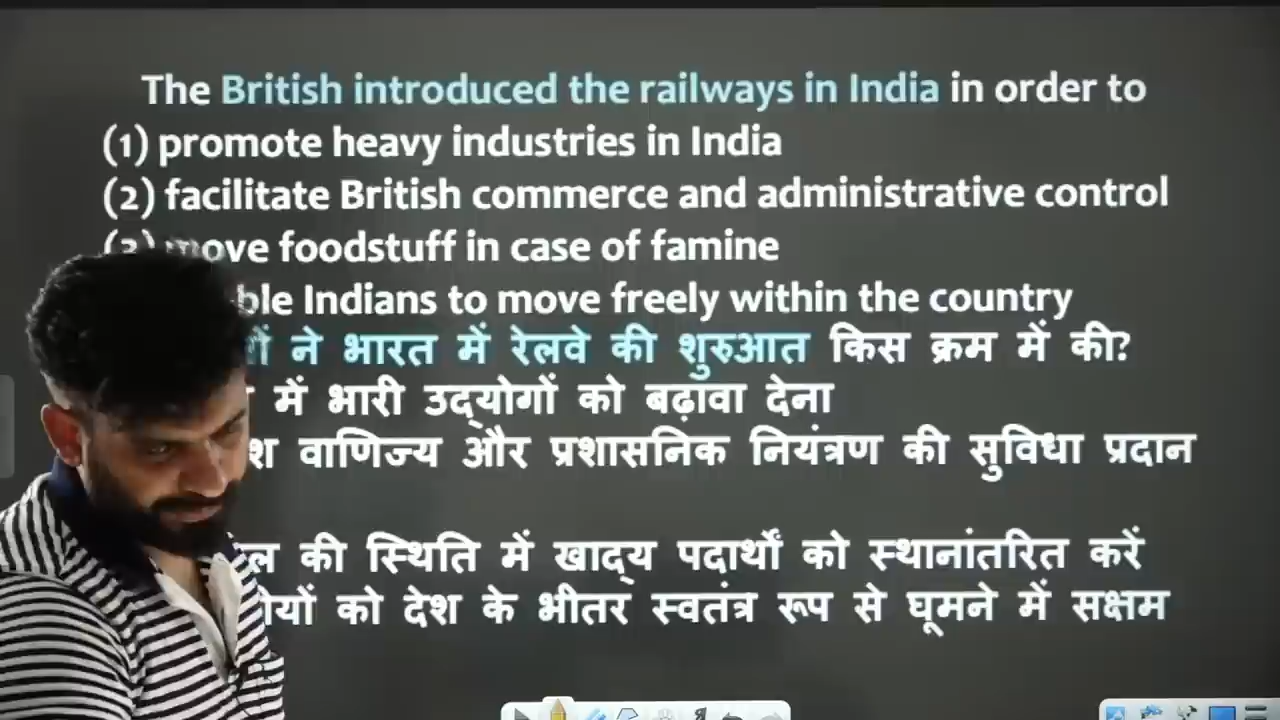 The British introduced the railways in India in order to
(1) promote heavy industries in India
(2) facilitate British commerce and administrative control
move foodstuff in case of famine
Indians to move freely within the country
ने भारत में रेलवे की शुरुआत किस क्रम में की?
में भारी उद्योगों को बढ़ावा देना
वाणिज्य और प्रशासनिक नियंत्रण की सुविधा प्रदान
की स्थिति में खाद्य पदार्थों को स्थानांतरित करें
को देश के भीतर स्वतंत्र रूप से घूमने में सक्षम